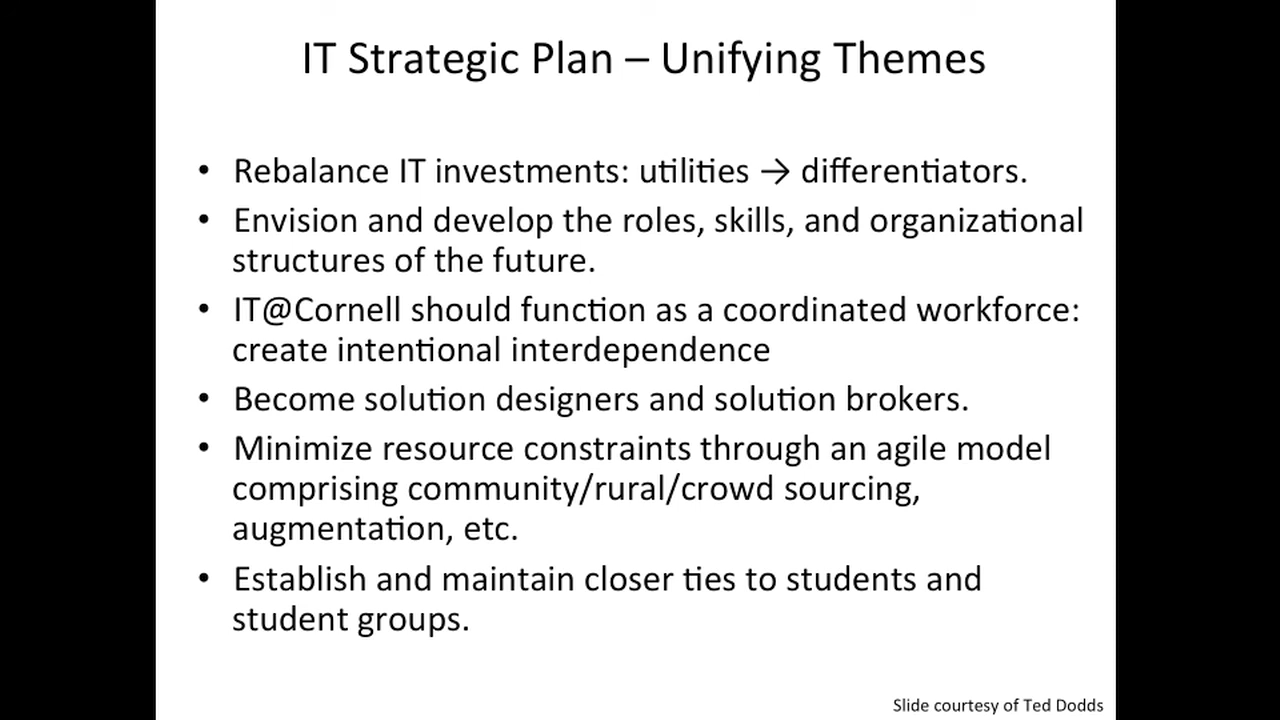 IT Strategic Plan – Unifying Themes
• Rebalance IT investments: utilities → differentiators.
• Envision and develop the roles, skills, and organizational
structures of the future.
• IT@Cornell should function as a coordinated workforce:
create intentional interdependence
• Become solution designers and solution brokers.
• Minimize resource constraints through an agile model
comprising community/rural/crowd sourcing,
augmentation, etc.
• Establish and maintain closer ties to students and
student groups.
Slide courtesy of Ted Dodds